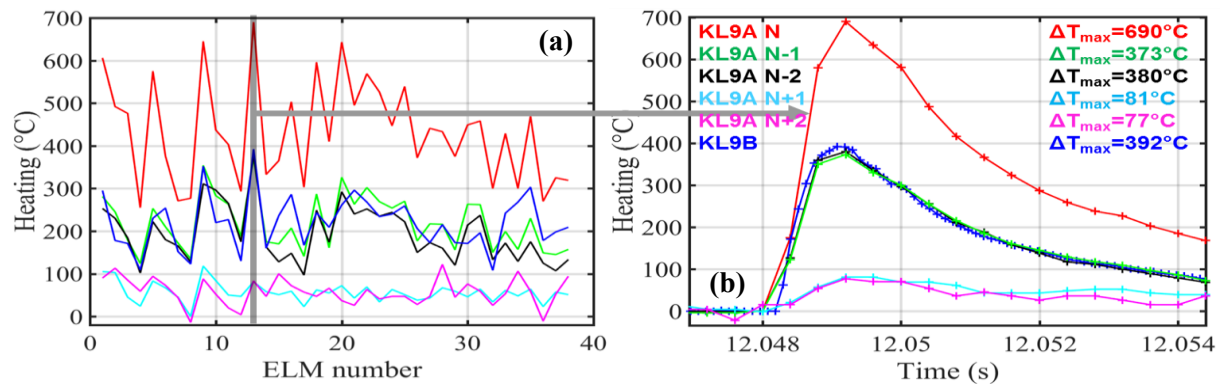 700
600
500
400
300
200
100
0
Heating (°C)
(a)
0
10
20
30
40
ELM number
700
600
500
400
300
200
100
0
Heating (°C)
KL9A N
KL9A N-1
KL9A N-2
KL9A N+1
KL9A N+2
KL9B
ΔTmax=690°C
ΔTmax=373°C
ΔTmax=380°C
ΔTmax=81°C
ΔTmax=77°C
ΔTmax=392°C
(b)
12.048
12.05
12.052
12.054
Time (s)